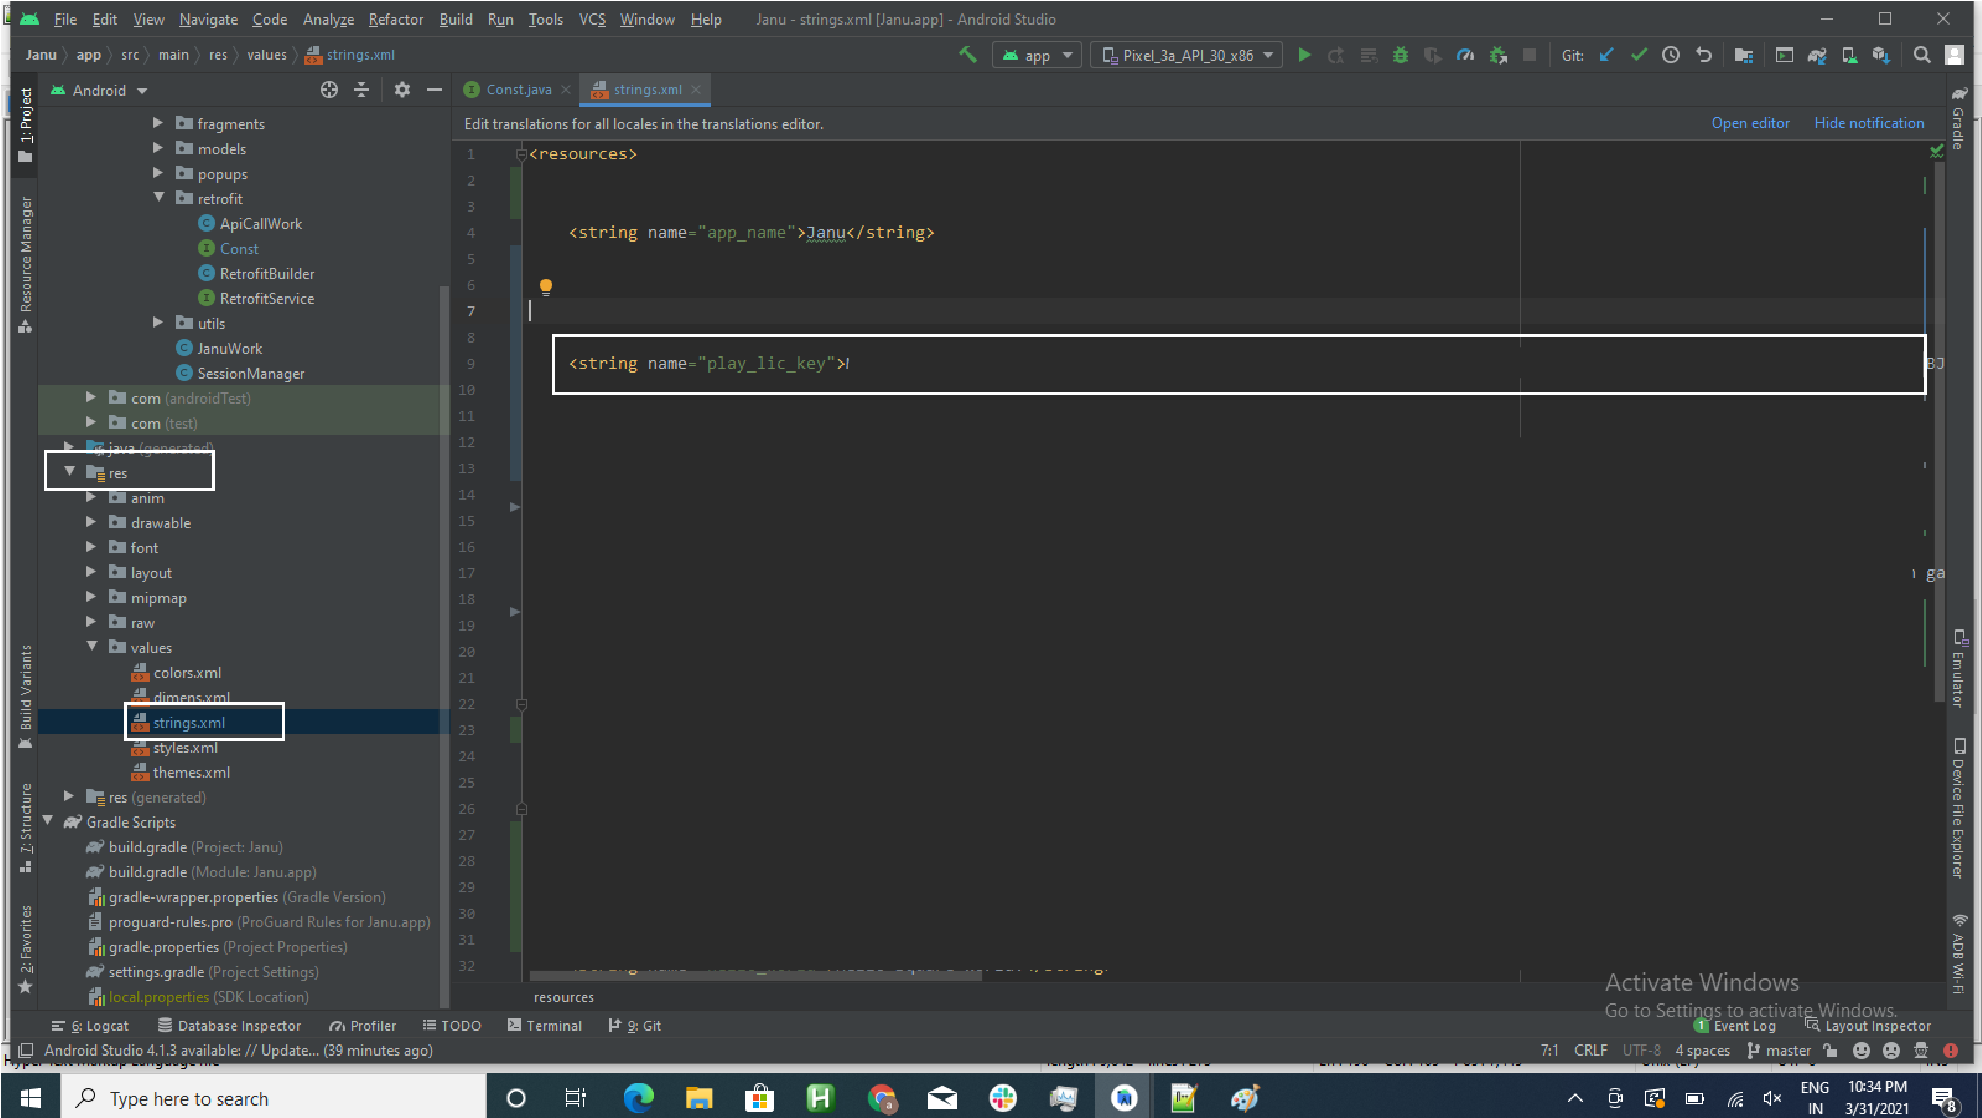 File Edit View Navigate Code Analyze Refactor Build Run Tools VCS Window Help Janu - strings.xml [Janu.app] - Android Studio
Janu app src main res values strings.xml app Pixel_3a_API_30_x86 Git:
Android
Const.java strings.xml
Edit translations for all locales in the translations editor. Open editor Hide notification
1: Project
Resource Manager
Build Variants
7: Structure
2: Favorites
fragments
models
popups
retrofit
ApiCallWork
Const
RetrofitBuilder
RetrofitService
utils
JanuWork
SessionManager
com (androidTest)
com (test)
java (generated)
res
anim
drawable
font
layout
mipmap
raw
values
colors.xml
dimens.xml
strings.xml
styles.xml
themes.xml
res (generated)
Gradle Scripts
build.gradle (Project: Janu)
build.gradle (Module: Janu.app)
gradle-wrapper.properties (Gradle Version)
proguard-rules.pro (ProGuard Rules for Janu.app)
gradle.properties (Project Properties)
settings.gradle (Project Settings)
local.properties (SDK Location)
1 <resources>
2
3
4 <string name="app_name">Janu</string>
5
6
7
8
9 <string name="play_lic_key"> BJ
10
11
12
13
14
15
16
17 ga
18
19
20
21
22
23
24
25
26
27
28
29
30
31
32
resources
Gradle
Emulator
Device File Explorer
ADB Wi-Fi
Activate Windows
Go to Settings to activate Windows.
6: Logcat Database Inspector Profiler TODO Terminal 9: Git 1 Event Log Layout Inspector
Android Studio 4.1.3 available: // Update... (39 minutes ago) 7:1 CRLF UTF-8 4 spaces master
Type here to search
ENG
IN
10:34 PM
3/31/2021
8